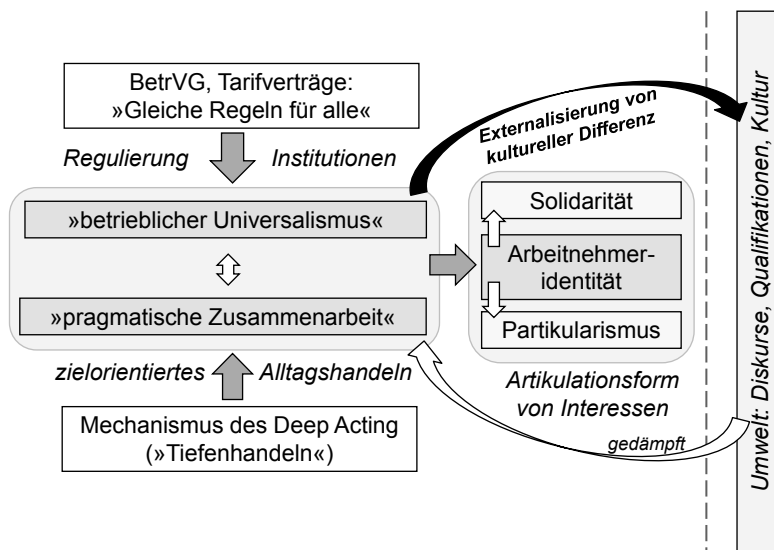 BetrVG, Tarifverträge:
»Gleiche Regeln für alle«
Regulierung Institutionen
»betrieblicher Universismus«
»pragmatische Zusammenarbeit«
zielorientiertes Alltagshandeln
Mechanismus des Deep Acting
(»Tiefenhandeln«)
Externalisierung von
kultureller Differenz
Solidarität
Arbeitnehmer-
identität
Partikularismus
Artikulationsform
von Interessen
gedämpft
Umwelt: Diskurse, Qualifikationen, Kultur